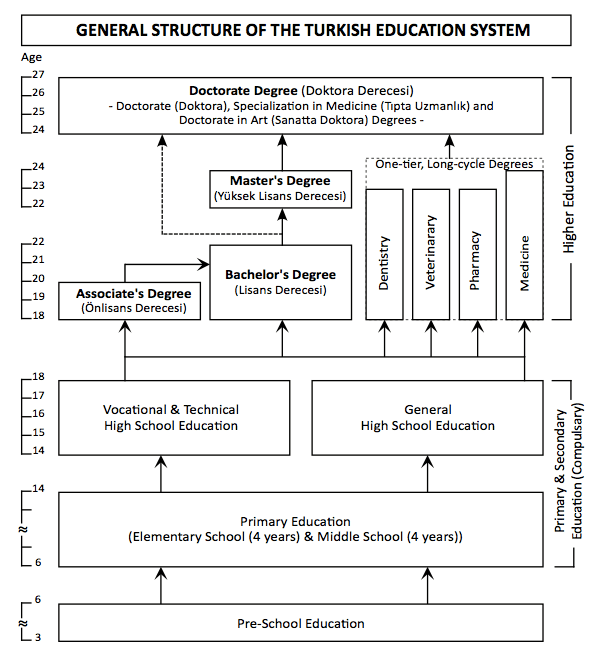 GENERAL STRUCTURE OF THE TURKISH EDUCATION SYSTEM
Age
27
26
25
24
Doctorate Degree (Doktora Derecesi)
- Doctorate (Doktora), Specialization in Medicine (Tıpta Uzmanlık) and
Doctorate in Art (Sanatta Doktora) Degrees -
24
23
22
Master's Degree
(Yüksek Lisans Derecesi)
One-tier, Long-cycle Degrees
22
21
20
19
18
Associate's Degree
(Önlisans Derecesi)
Bachelor's Degree
(Lisans Derecesi)
Dentistry
Veterinarary
Pharmacy
Medicine
Higher Education
18
17
16
15
14
Vocational & Technical
High School Education
General
High School Education
14
≈
6
Primary Education
(Elementary School (4 years) & Middle School (4 years))
Primary & Secondary
Education (Compulsary)
6
≈
3
Pre-School Education